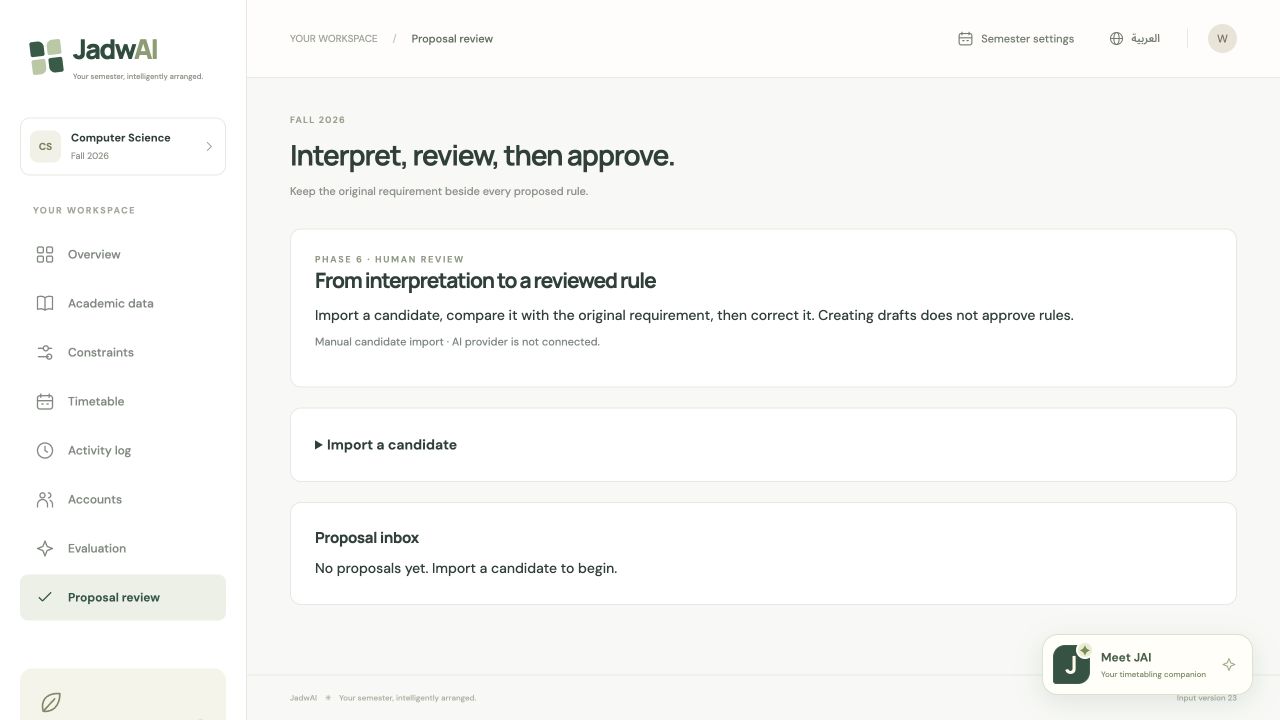 JadwAI
Your semester, intelligently arranged.
CS
Computer Science
Fall 2026
YOUR WORKSPACE
Overview
Academic data
Constraints
Timetable
Activity log
Accounts
Evaluation
Proposal review
YOUR WORKSPACE / Proposal review
Semester settings
العربية
W
FALL 2026
Interpret, review, then approve.
Keep the original requirement beside every proposed rule.
PHASE 6 · HUMAN REVIEW
From interpretation to a reviewed rule
Import a candidate, compare it with the original requirement, then correct it. Creating drafts does not approve rules.
Manual candidate import · AI provider is not connected.
Import a candidate
Proposal inbox
No proposals yet. Import a candidate to begin.
J
Meet JAI
Your timetabling companion
JadwAI ✳ Your semester, intelligently arranged.
Input version 23